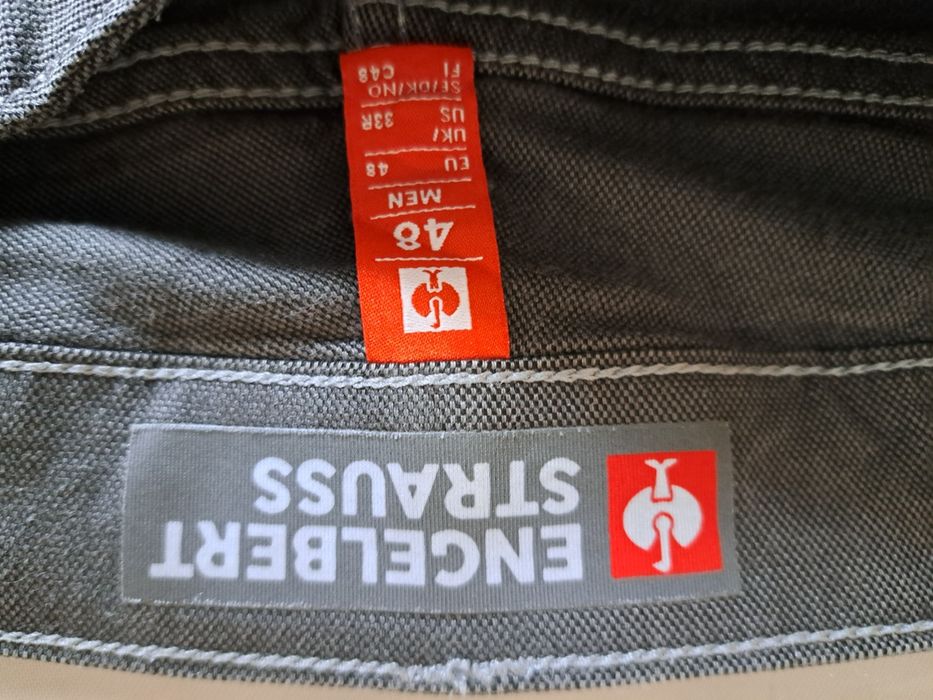 ENGELBERT
STRAUSS
48
MEN
EU 48
UK/
US 33R
SE/DK/NO
FI C48